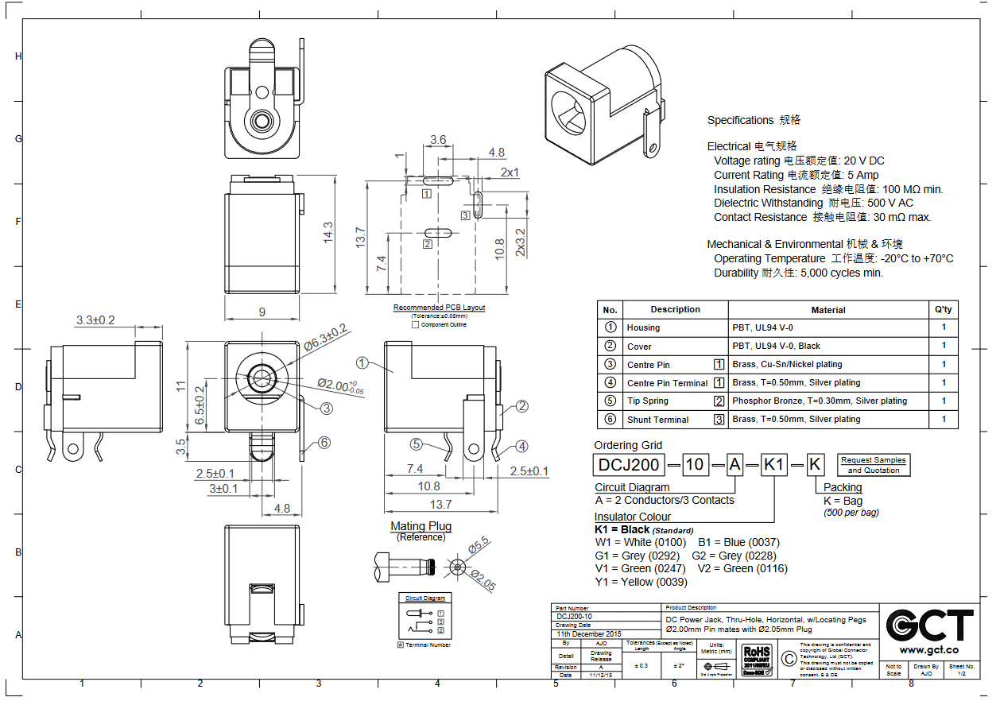 H
G
F
E
D
C
B
A
3.6
1
4.8
2x1
1
3
2
13.7
7.4
10.8
2x3.2
14.3
9
Recommended PCB Layout
(Tolerance:±0.05mm)
Component Outline
Specifications 规格
Electrical 电气规格
Voltage rating 电压额定值: 20 V DC
Current Rating 电流额定值: 5 Amp
Insulation Resistance 绝缘电阻值: 100 MΩ min.
Dielectric Withstanding 耐电压: 500 V AC
Contact Resistance 接触电阻值: 30 mΩ max.
Mechanical & Environmental 机械 & 环境
Operating Temperature 工作温度: -20°C to +70°C
Durability 耐久性: 5,000 cycles min.
No. Description Material Q'ty
1 Housing PBT, UL94 V-0 1
2 Cover PBT, UL94 V-0, Black 1
3 Centre Pin 1 Brass, Cu-Sn/Nickel plating 1
4 Centre Pin Terminal 1 Brass, T=0.50mm, Silver plating 1
5 Tip Spring 2 Phosphor Bronze, T=0.30mm, Silver plating 1
6 Shunt Terminal 3 Brass, T=0.50mm, Silver plating 1
3.3±0.2
Ø6.3±0.2
Ø2.00 +0 -0.05
11
6.5±0.2
3.5
3
6
2.5±0.1
3±0.1
4.8
1
2
5
4
7.4
2.5±0.1
10.8
13.7
Mating Plug
(Reference)
Ø5.5
Ø2.05
Circuit Diagram
1
3
2
# Terminal Number
Ordering Grid
DCJ200 – 10 – A – K1 – K
Request Samples
and Quotation
Circuit Diagram
A = 2 Conductors/3 Contacts
Packing
K = Bag
(500 per bag)
Insulator Colour
K1 = Black (Standard)
W1 = White (0100) B1 = Blue (0037)
G1 = Grey (0292) G2 = Grey (0228)
V1 = Green (0247) V2 = Green (0116)
Y1 = Yellow (0039)
Part Number
DCJ200-10
Drawing Date
11th December 2015
By AJO
Detail Drawing Release
Revision A
Date 11/12/15
Product Description
DC Power Jack, Thru-Hole, Horizontal, w/Locating Pegs
Ø2.00mm Pin mates with Ø2.05mm Plug
Tolerances (Except as Noted)
Length Angle
± 0.3 ± 2°
Units:
Metric (mm)
3rd Angle Projection
RoHS
COMPLIANT
2011/65/EU
C
This drawing is confidential and
copyright of Global Connector
Technology, Ltd (GCT).
This drawing must not be copied
or disclosed without written
consent. E & OE
GCT
www.gct.co
Not to Scale
Drawn By AJO
Sheet No. 1/2
1 2 3 4 5 6 7 8